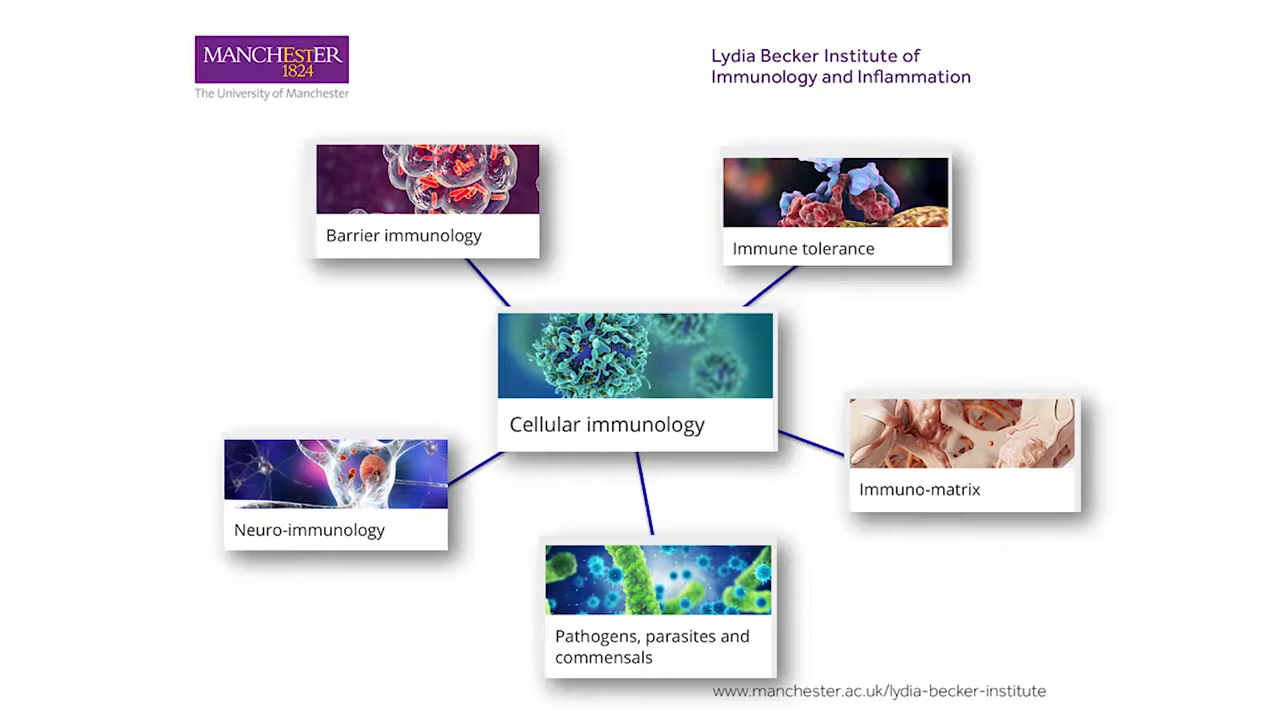 MANCHESTER
1824
The University of Manchester
Lydia Becker Institute of
Immunology and Inflammation
Barrier immunology
Immune tolerance
Cellular immunology
Immuno-matrix
Neuro-immunology
Pathogens, parasites and
commensals
www.manchester.ac.uk/lydia-becker-institute